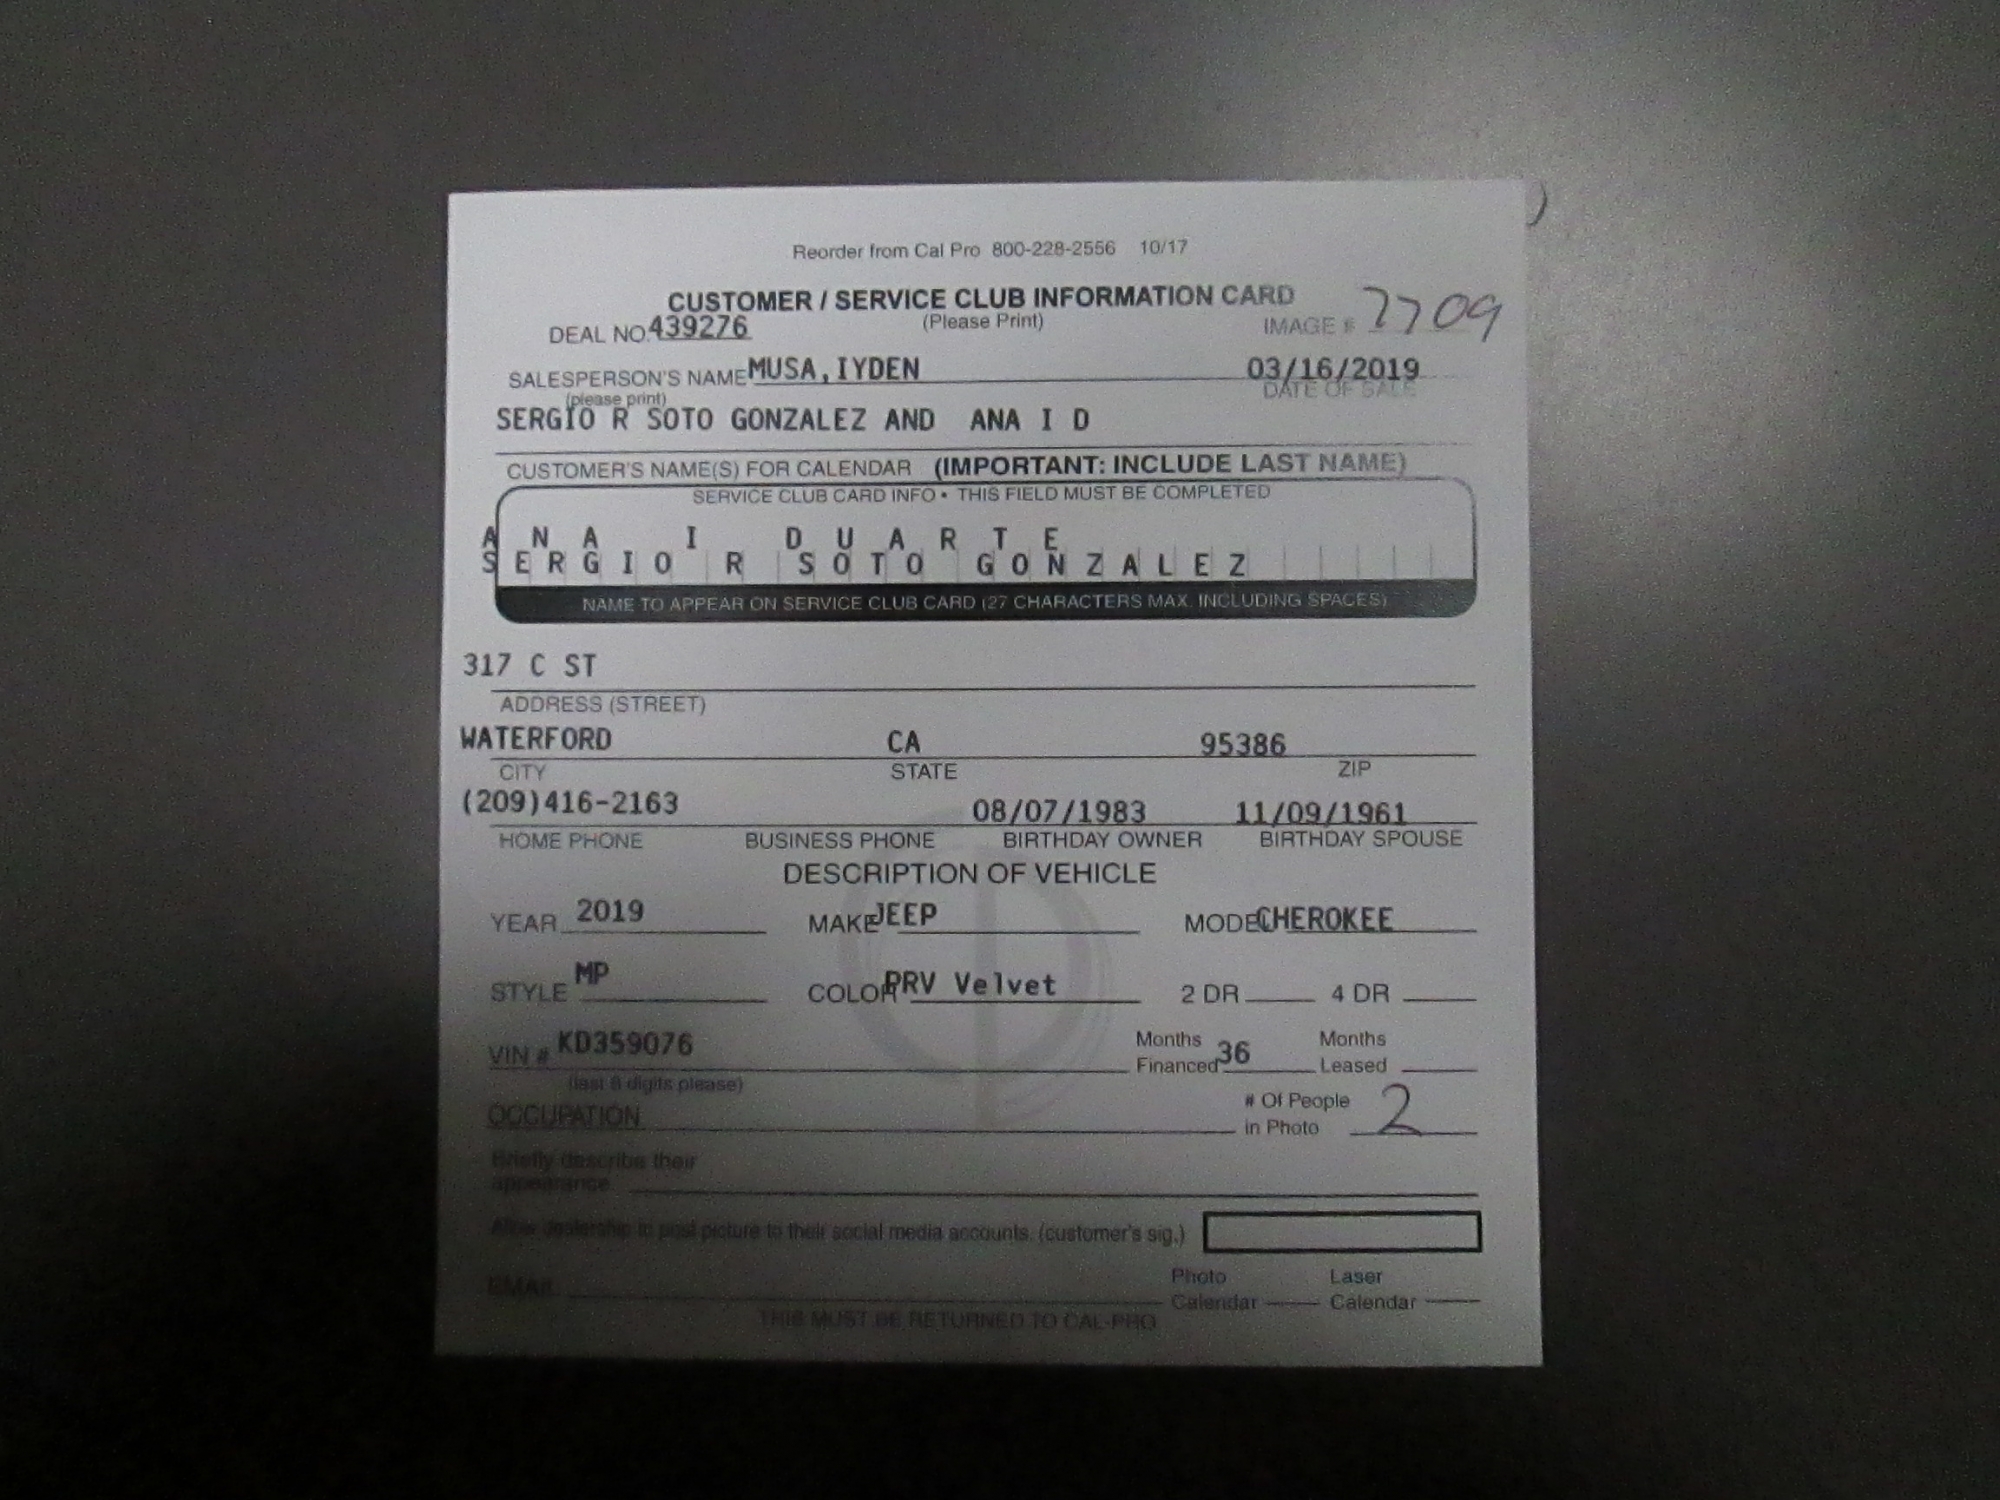 Reorder from Cal Pro 800-228-2556 10/17
CUSTOMER / SERVICE CLUB INFORMATION CARD
(Please Print)
DEAL NO. 439276
IMAGE # 7709
SALESPERSON'S NAME MUSA, IYDEN 03/16/2019
(please print) DATE OF SALE
SERGIO R SOTO GONZALEZ AND ANA I D
CUSTOMER'S NAME(S) FOR CALENDAR (IMPORTANT: INCLUDE LAST NAME)
SERVICE CLUB CARD INFO • THIS FIELD MUST BE COMPLETED
ANA I DUARTE
SERGIO R SOTO GONZALEZ
NAME TO APPEAR ON SERVICE CLUB CARD (27 CHARACTERS MAX. INCLUDING SPACES)
317 C ST
ADDRESS (STREET)
WATERFORD CA 95386
CITY STATE ZIP
(209)416-2163 08/07/1983 11/09/1961
HOME PHONE BUSINESS PHONE BIRTHDAY OWNER BIRTHDAY SPOUSE
DESCRIPTION OF VEHICLE
YEAR 2019 MAKE JEEP MODEL CHEROKEE
STYLE MP COLOR PRV Velvet 2 DR 4 DR
VIN # KD359076 Months Financed 36 Months Leased
(last 8 digits please)
OCCUPATION # Of People in Photo 2
Briefly describe their
appearance
Allow dealership to post picture to their social media accounts. (customer's sig.)
EMAIL Photo Calendar Laser Calendar
THIS MUST BE RETURNED TO CAL-PRO